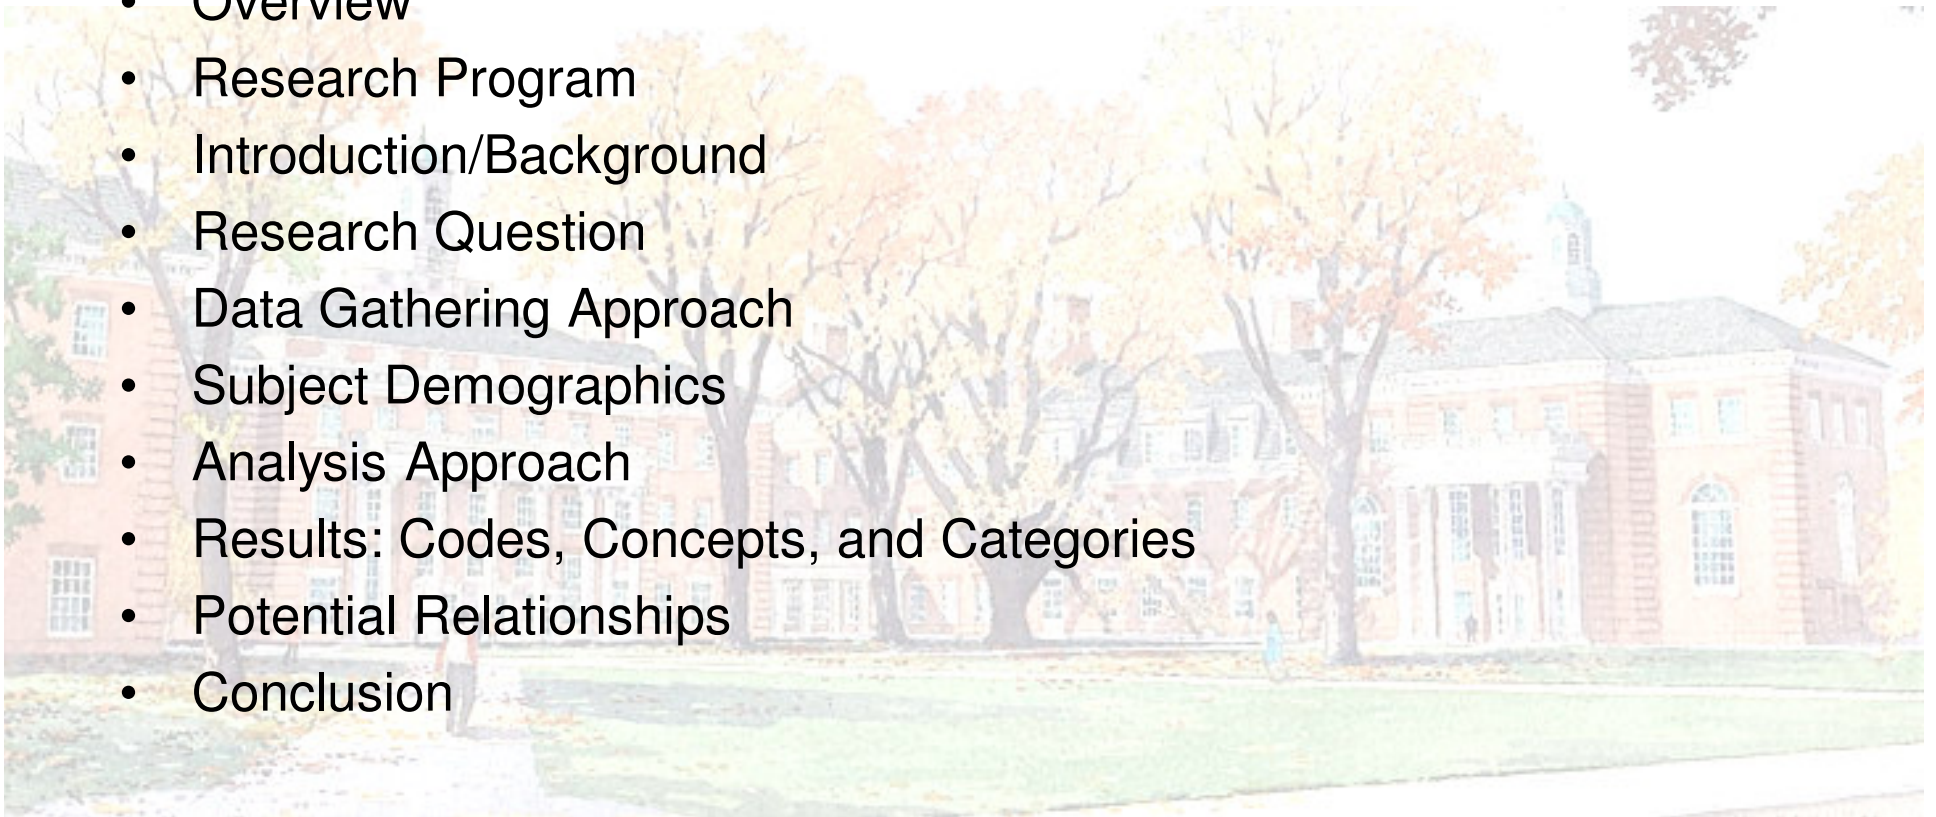 • Overview
• Research Program
• Introduction/Background
• Research Question
• Data Gathering Approach
• Subject Demographics
• Analysis Approach
• Results: Codes, Concepts, and Categories
• Potential Relationships
• Conclusion